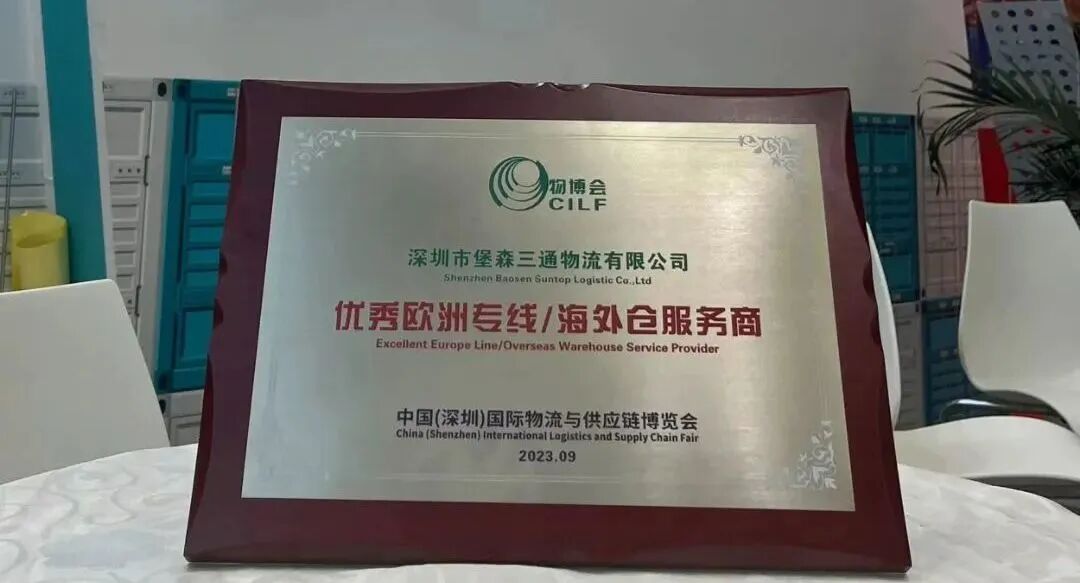 物博会
CILF
深圳市堡森三通物流有限公司
Shenzhen Baosen Suntop Logistic Co.,Ltd
优秀欧洲专线/海外仓服务商
Excellent Europe Line/Overseas Warehouse Service Provider
中国(深圳)国际物流与供应链博览会
China (Shenzhen) International Logistics and Supply Chain Fair
2023.09